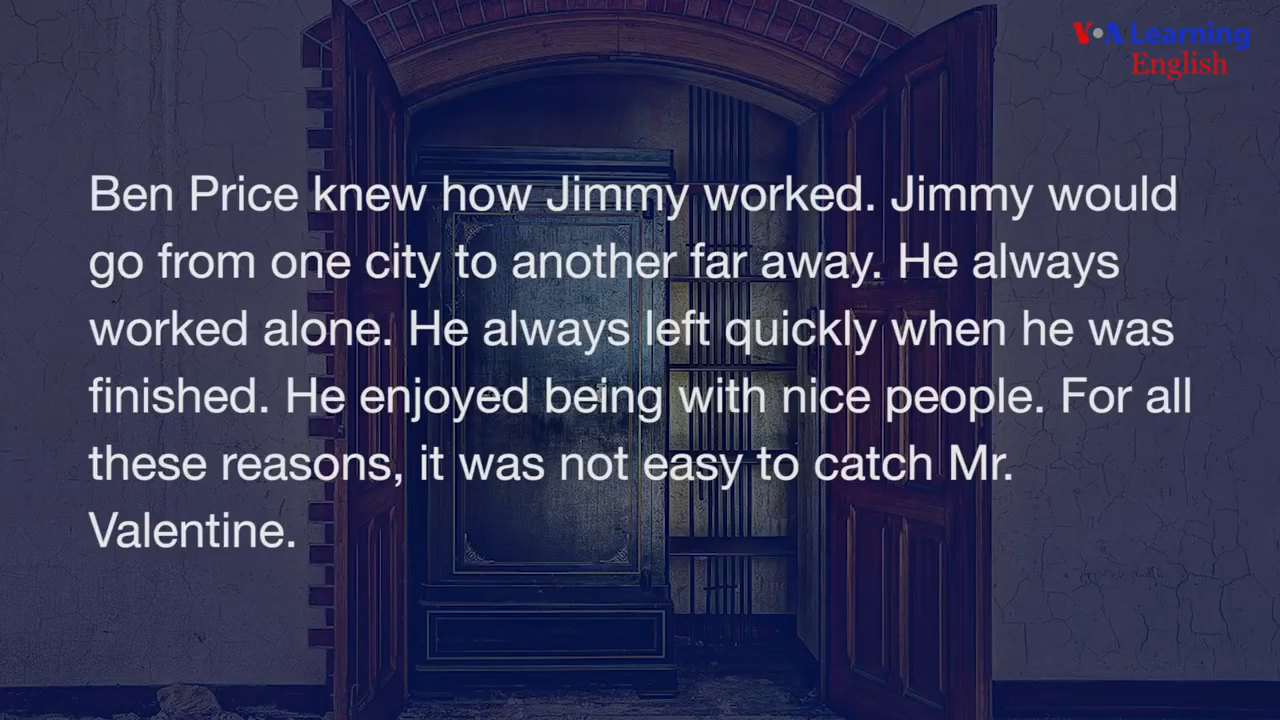 VOA Learning
English
Ben Price knew how Jimmy worked. Jimmy would
go from one city to another far away. He always
worked alone. He always left quickly when he was
finished. He enjoyed being with nice people. For all
these reasons, it was not easy to catch Mr.
Valentine.